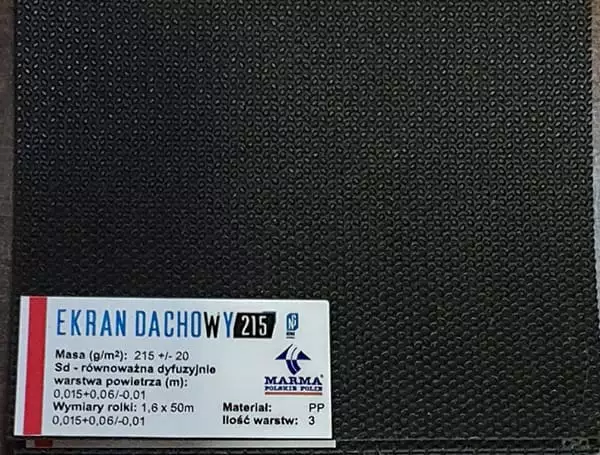 EKRAN DACHOWY 215
Masa (g/m²): 215 +/- 20
Sd - równoważna dyfuzyjnie
warstwa powietrza (m):
0,015+0,06/-0,01
Wymiary rolki: 1,6 x 50m
0,015+0,06/-0,01
MARMA®
POLSKIE FOLIE
Materiał: PP
Ilość warstw: 3